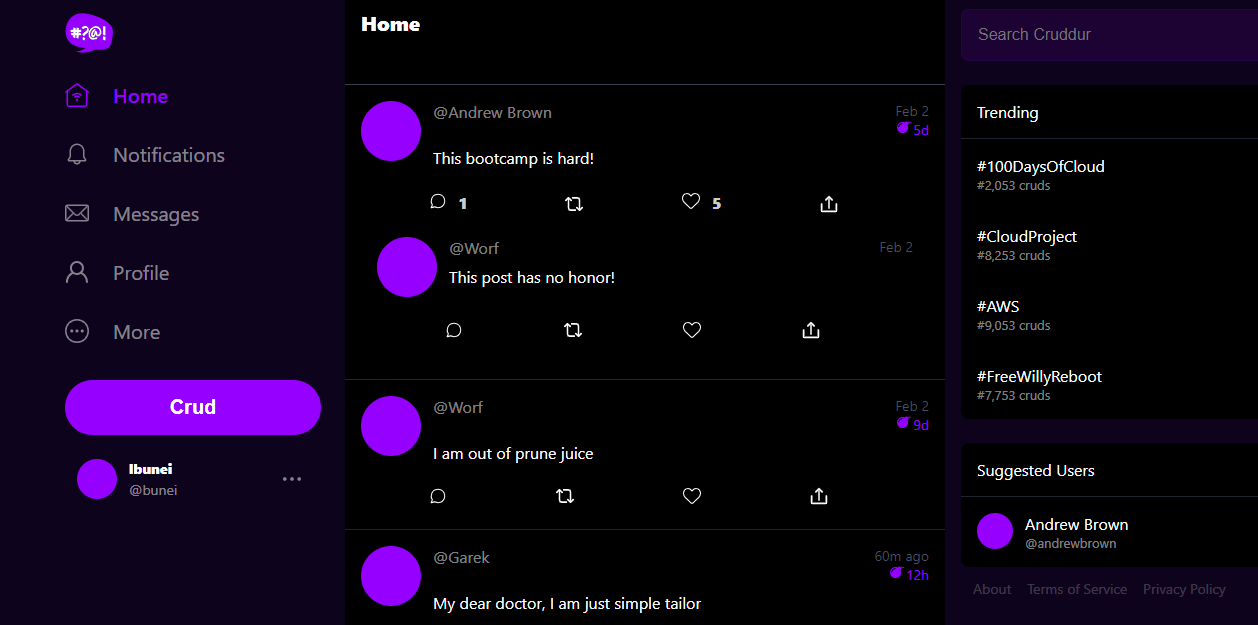 #?@!
Home
Notifications
Messages
Profile
More
Crud
Ibunei
@bunei
Home
@Andrew Brown
Feb 2
5d
This bootcamp is hard!
1
5
@Worf
Feb 2
This post has no honor!
@Worf
Feb 2
9d
I am out of prune juice
@Garek
60m ago
12h
My dear doctor, I am just simple tailor
Search Cruddur
Trending
#100DaysOfCloud
#2,053 cruds
#CloudProject
#8,253 cruds
#AWS
#9,053 cruds
#FreeWillyReboot
#7,753 cruds
Suggested Users
Andrew Brown
@andrewbrown
About Terms of Service Privacy Policy